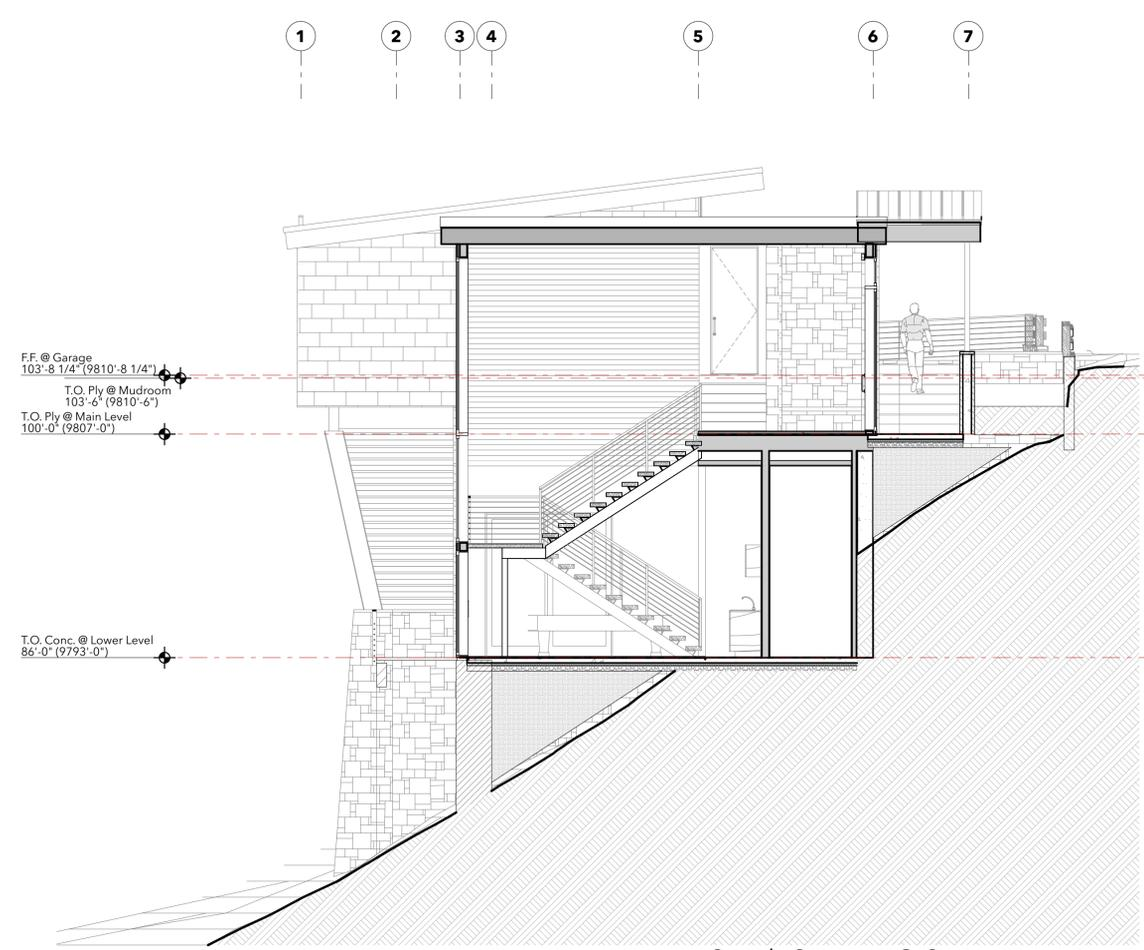 1 2 3 4 5 6 7
F.F. @ Garage
103'-8 1/4" (9810'-8 1/4")
T.O. Ply @ Mudroom
103'-6" (9810'-6")
T.O. Ply @ Main Level
100'-0" (9807'-0")
T.O. Conc. @ Lower Level
86'-0" (9793'-0")